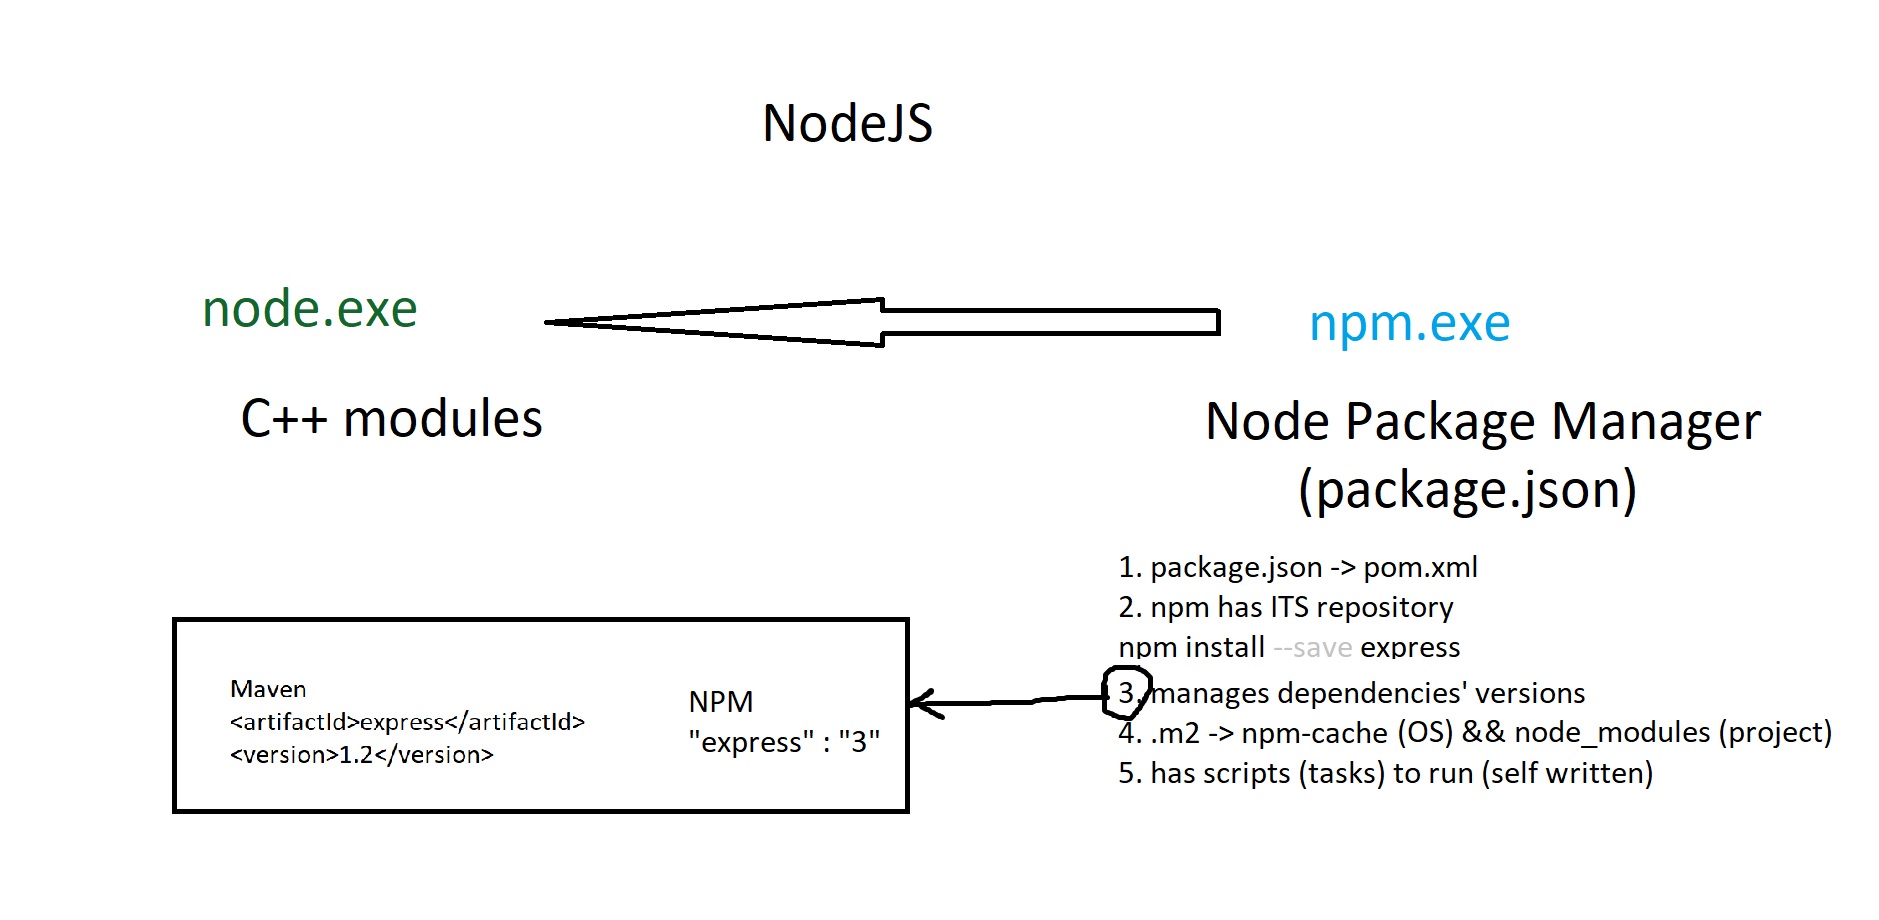 NodeJS
node.exe
npm.exe
C++ modules
Node Package Manager
(package.json)
1. package.json -> pom.xml
2. npm has ITS repository
npm install --save express
3. manages dependencies' versions
4. .m2 -> npm-cache (OS) && node_modules (project)
5. has scripts (tasks) to run (self written)
Maven
<artifactId>express</artifactId>
<version>1.2</version>
NPM
"express" : "3"